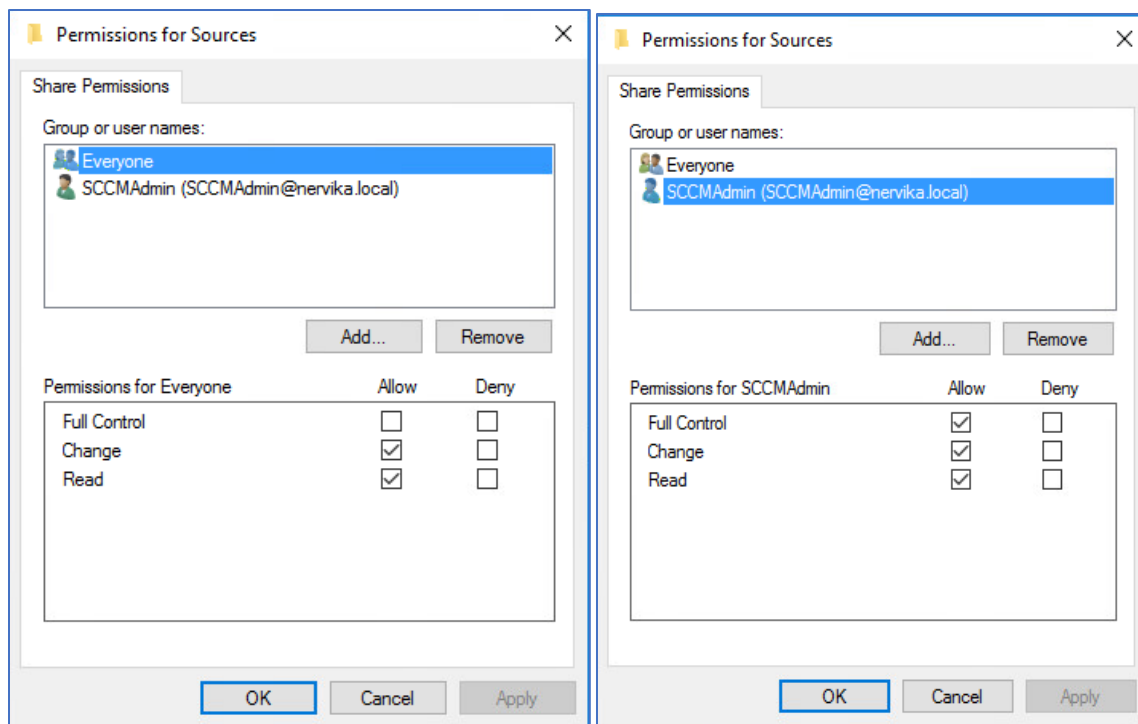 Permissions for Sources
Share Permissions
Group or user names:
Everyone
SCCMAdmin (SCCMAdmin@nervika.local)
Add... Remove
Permissions for Everyone Allow Deny
Full Control
Change
Read
OK Cancel Apply
Permissions for Sources
Share Permissions
Group or user names:
Everyone
SCCMAdmin (SCCMAdmin@nervika.local)
Add... Remove
Permissions for SCCMAdmin Allow Deny
Full Control
Change
Read
OK Cancel Apply